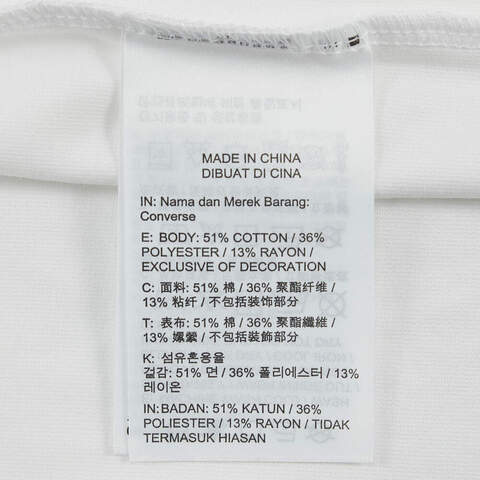 MADE IN CHINA
DIBUAT DI CINA
IN: Nama dan Merek Barang:
Converse
E: BODY: 51% COTTON / 36%
POLYESTER / 13% RAYON /
EXCLUSIVE OF DECORATION
C: 面料: 51% 棉 / 36% 聚酯纤维 /
13% 粘纤 / 不包括装饰部分
T: 表布: 51% 棉 / 36% 聚酯纖維 /
13% 嫘縈 / 不包括裝飾部分
K: 섬유혼용율
겉감: 51% 면 / 36% 폴리에스터 / 13%
레이온
IN: BADAN: 51% KATUN / 36%
POLIESTER / 13% RAYON / TIDAK
TERMASUK HIASAN